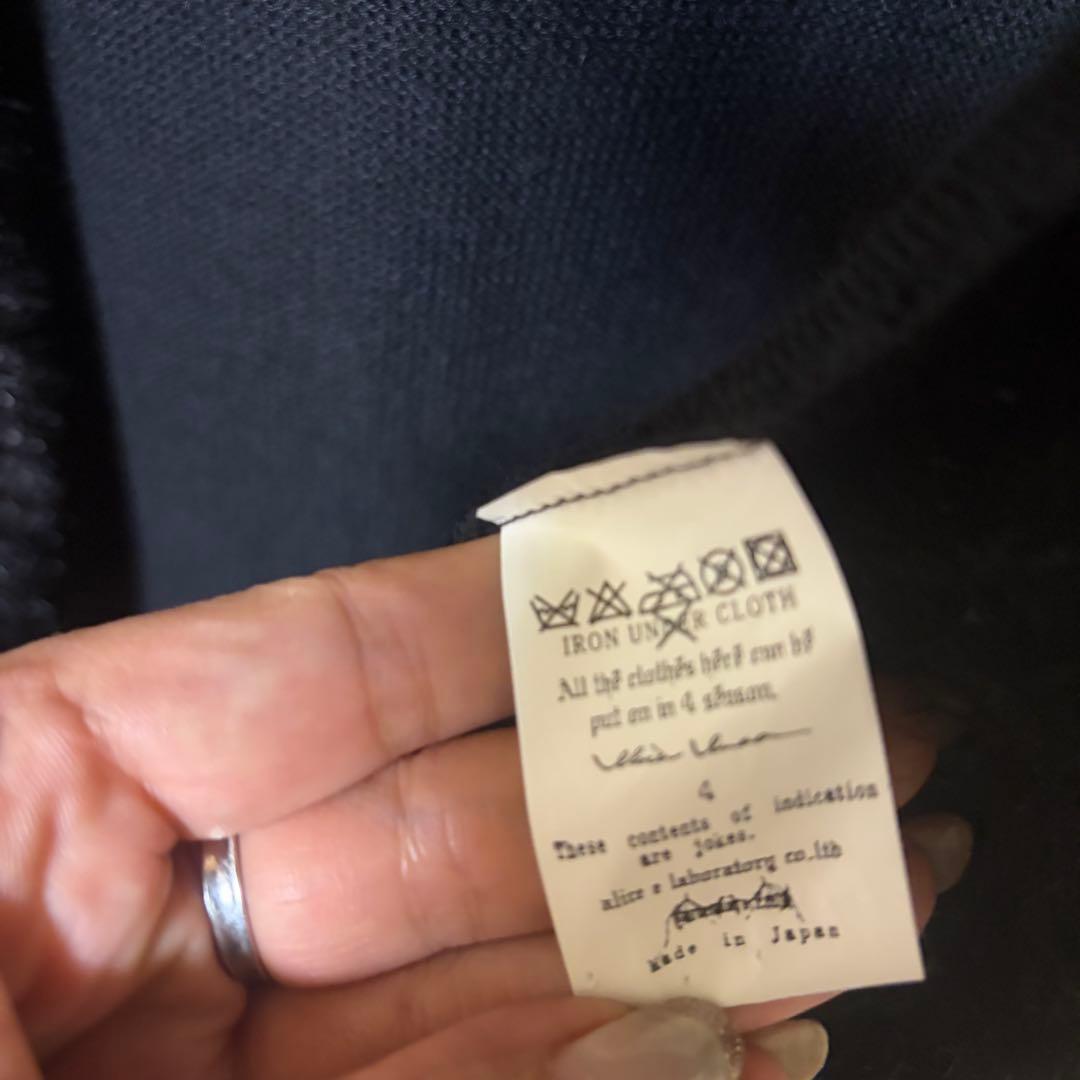 IRON UNDER CLOTH
All the clothes here can be
put on in 4 season,
4
These contents of indication
are jokes.
alice e laboratory co.lth
Made in Japan